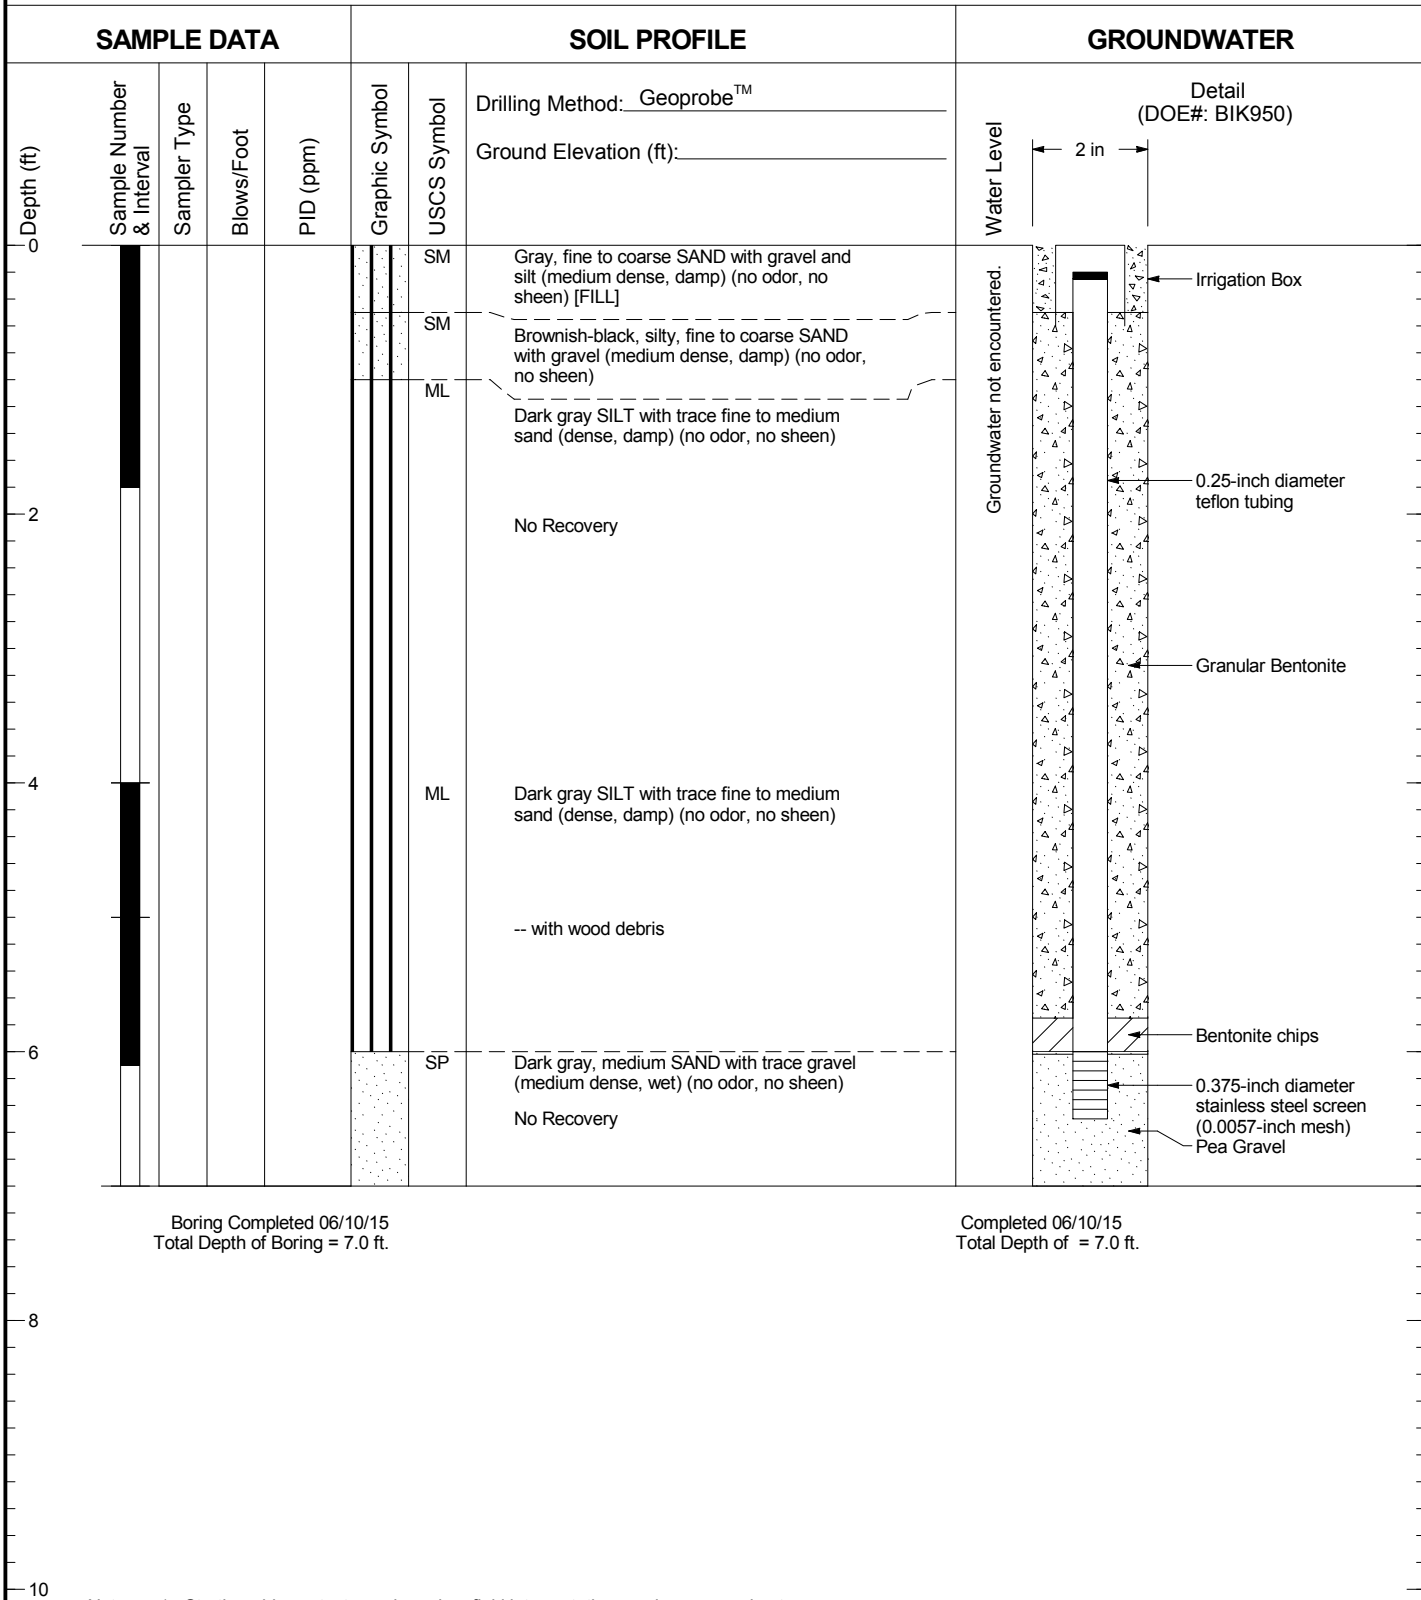 SAMPLE DATA
SOIL PROFILE
GROUNDWATER
Depth (ft)
Sample Number
& Interval
Sampler Type
Blows/Foot
PID (ppm)
Graphic Symbol
USCS Symbol
Drilling Method: Geoprobe™
Ground Elevation (ft):
Water Level
Detail
(DOE#: BIK950)
2 in
0
SM
Gray, fine to coarse SAND with gravel and
silt (medium dense, damp) (no odor, no
sheen) [FILL]
SM
Brownish-black, silty, fine to coarse SAND
with gravel (medium dense, damp) (no odor,
no sheen)
ML
Dark gray SILT with trace fine to medium
sand (dense, damp) (no odor, no sheen)
Groundwater not encountered.
Irrigation Box
0.25-inch diameter
teflon tubing
2
No Recovery
Granular Bentonite
4
ML
Dark gray SILT with trace fine to medium
sand (dense, damp) (no odor, no sheen)
-- with wood debris
Bentonite chips
6
SP
Dark gray, medium SAND with trace gravel
(medium dense, wet) (no odor, no sheen)
No Recovery
0.375-inch diameter
stainless steel screen
(0.0057-inch mesh)
Pea Gravel
Boring Completed 06/10/15
Total Depth of Boring = 7.0 ft.
Completed 06/10/15
Total Depth of = 7.0 ft.
8
10